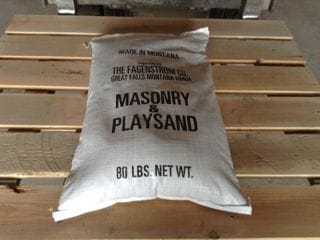 MADE IN MONTANA
THE FAGENSTROM CO.
GREAT FALLS MONTANA
MASONRY
&
PLAYSAND
80 LBS. NET WT.